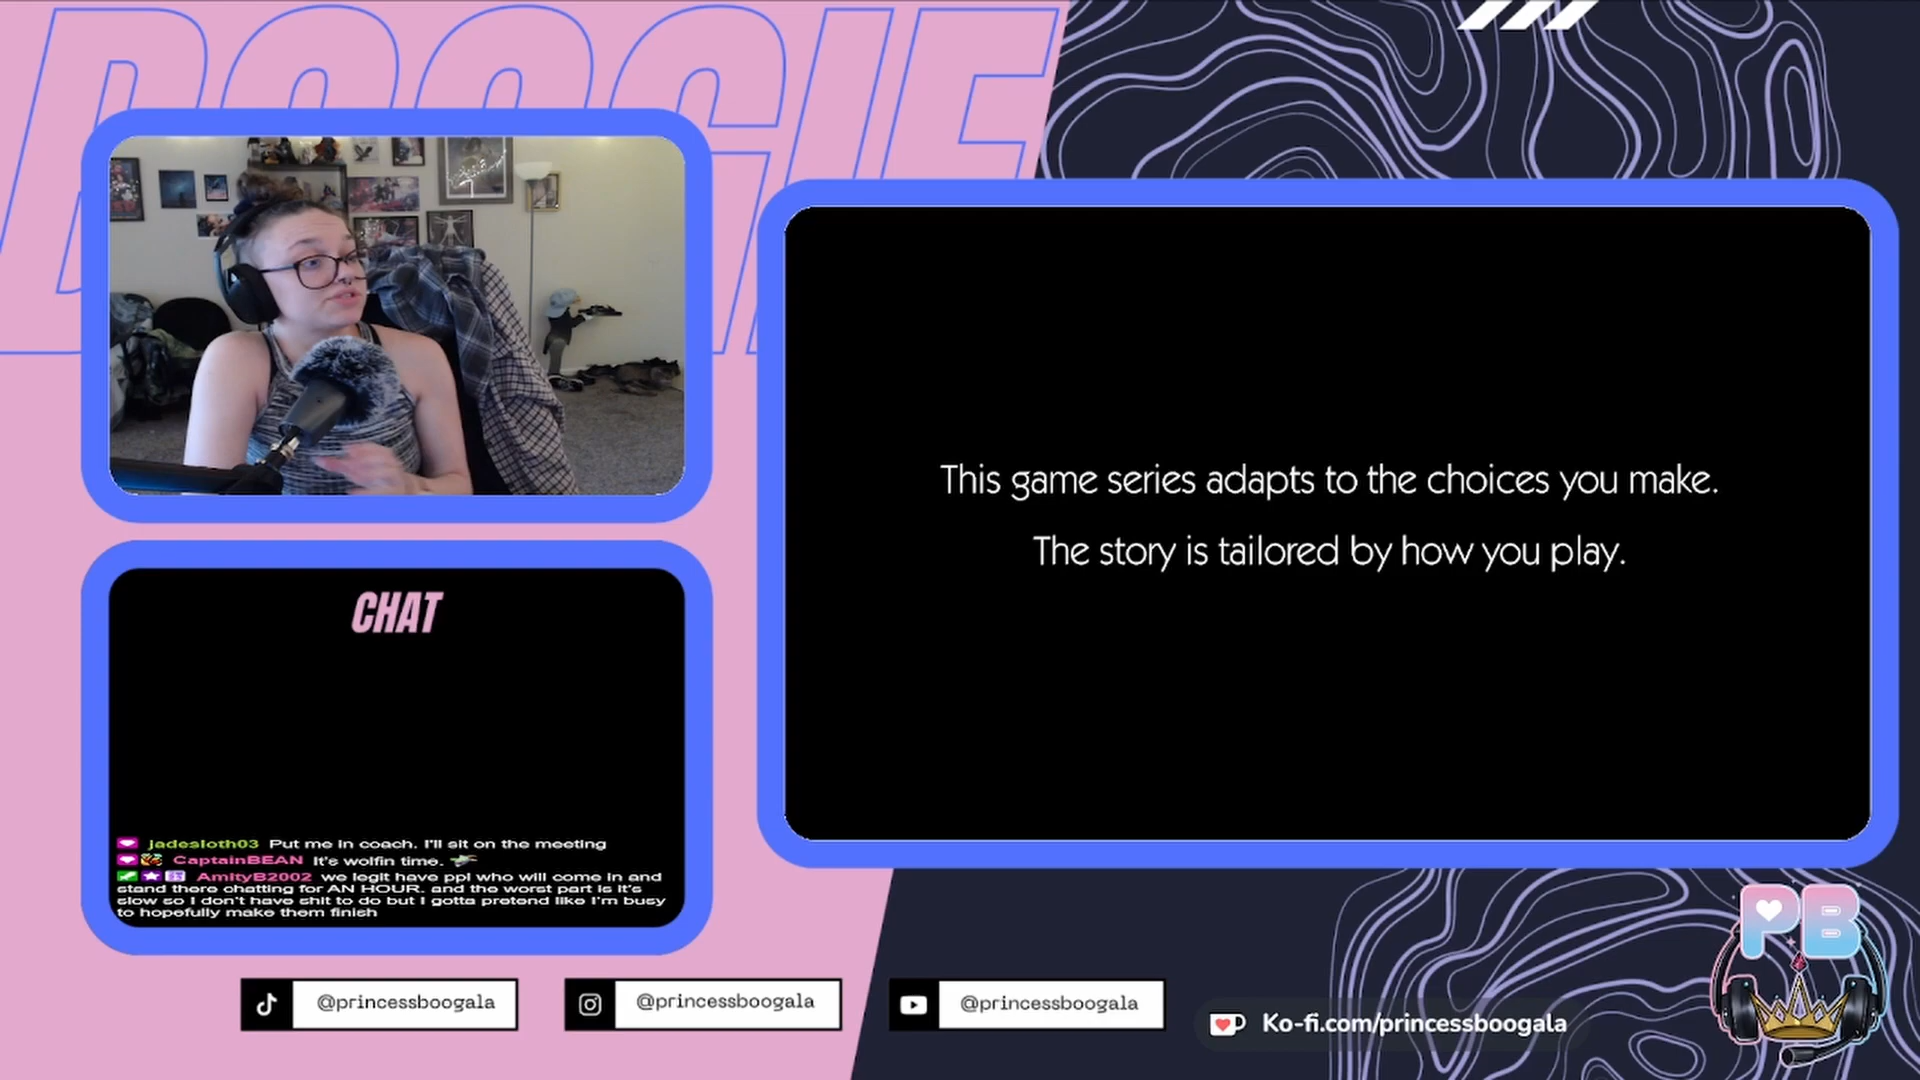 BOOGIE
This game series adapts to the choices you make.
The story is tailored by how you play.
CHAT
jadesloth03 Put me in coach. I'll sit on the meeting
CaptainBEAN It's wolfin time.
AmityB2002 we legit have ppl who will come in and
stand there chatting for AN HOUR. and the worst part is it's
slow so I don't have shit to do but I gotta pretend like I'm busy
to hopefully make them finish
@princessboogala
@princessboogala
@princessboogala
Ko-fi.com/princessboogala
PB